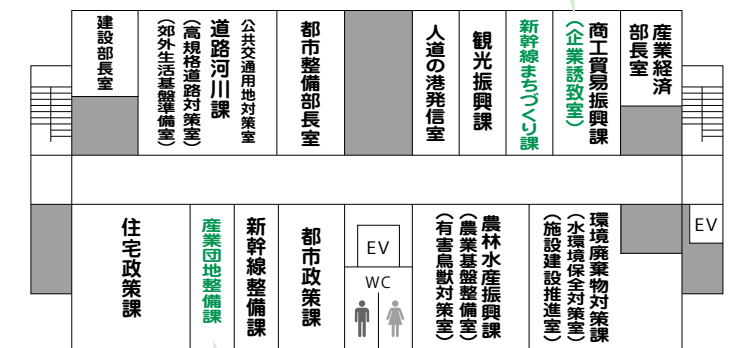 建設部長室
公共交通用地対策室
道路河川課
（高規格道路対策室）
（郊外生活基盤準備室）
都市整備部長室
人道の港発信室
観光振興課
新幹線まちづくり課
商工貿易振興課
（企業誘致室）
産業経済
部長室
住宅政策課
産業団地整備課
新幹線整備課
都市政策課
EV
WC
農林水産振興課
（農業基盤整備室）
（有害鳥獣対策室）
環境廃棄物対策課
（水環境保全対策室）
（施設建設推進室）
EV